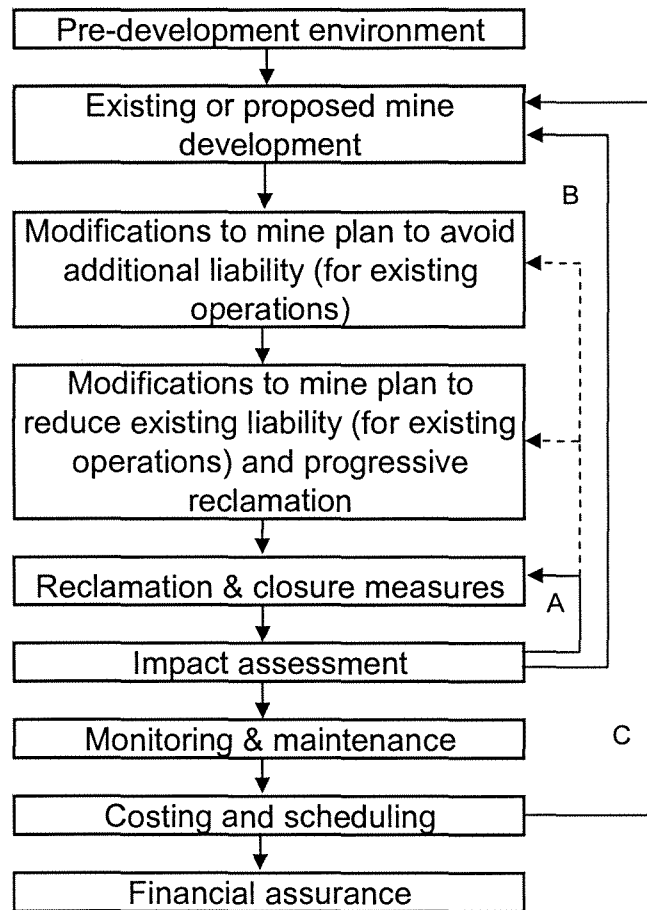 Pre-development environment
Existing or proposed mine
development
B
Modifications to mine plan to avoid
additional liability (for existing
operations)
Modifications to mine plan to
reduce existing liability (for existing
operations) and progressive
reclamation
Reclamation & closure measures
A
Impact assessment
Monitoring & maintenance
C
Costing and scheduling
Financial assurance